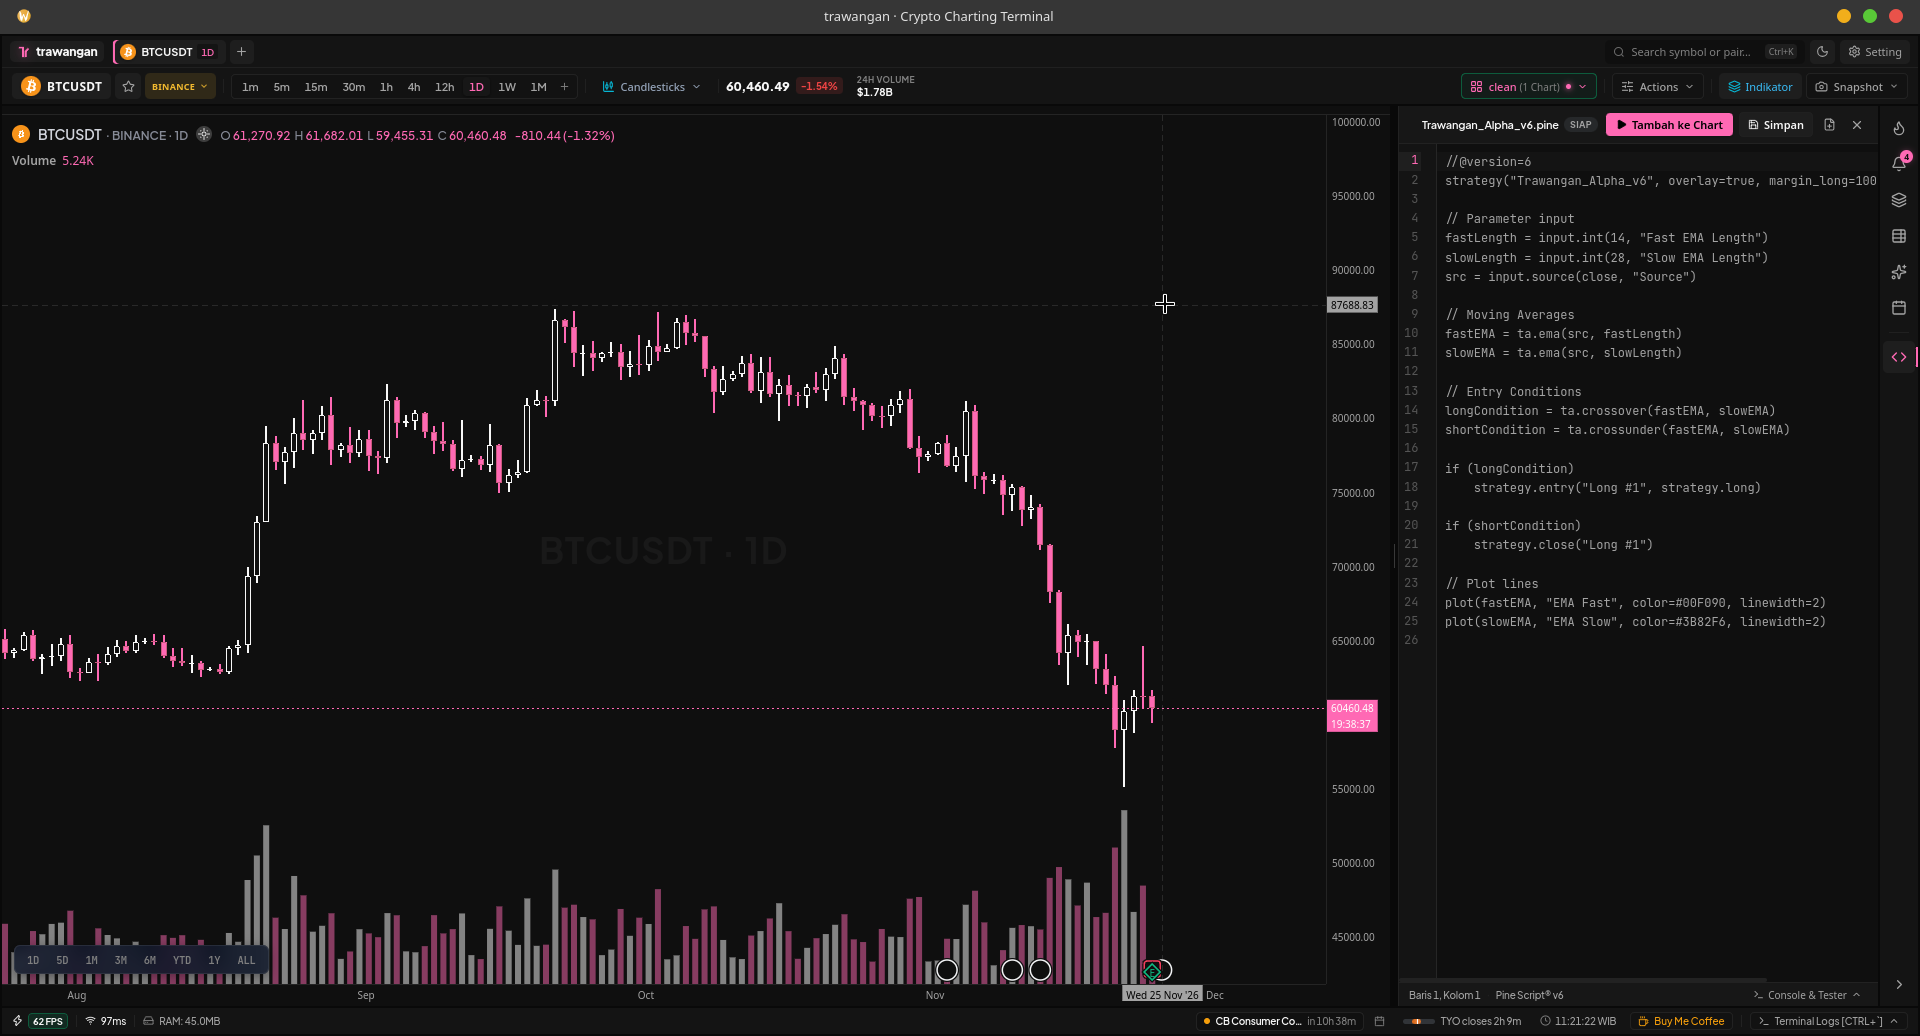 trawangan · Crypto Charting Terminal
trawangan
BTCUSDT 1D
Search symbol or pair... Ctrl+K
Setting
BTCUSDT
BINANCE
1m 5m 15m 30m 1h 4h 12h 1D 1W 1M
Candlesticks
60,460.49 -1.54%
24H VOLUME
$1.78B
clean (1 Chart)
Actions
Indikator
Snapshot
BTCUSDT · BINANCE · 1D O 61,270.92 H 61,682.01 L 59,455.31 C 60,460.48 -810.44 (-1.32%)
Volume 5.24K
BTCUSDT · 1D
100000.00
95000.00
90000.00
87688.83
85000.00
80000.00
75000.00
70000.00
65000.00
60460.48
19:38:37
55000.00
50000.00
45000.00
1D 5D 1M 3M 6M YTD 1Y ALL
Aug Sep Oct Nov Wed 25 Nov '26 Dec
Trawangan_Alpha_v6.pine SIAP Tambah ke Chart Simpan
4
1 //@version=6
2 strategy("Trawangan_Alpha_v6", overlay=true, margin_long=100
3
4 // Parameter input
5 fastLength = input.int(14, "Fast EMA Length")
6 slowLength = input.int(28, "Slow EMA Length")
7 src = input.source(close, "Source")
8
9 // Moving Averages
10 fastEMA = ta.ema(src, fastLength)
11 slowEMA = ta.ema(src, slowLength)
12
13 // Entry Conditions
14 longCondition = ta.crossover(fastEMA, slowEMA)
15 shortCondition = ta.crossunder(fastEMA, slowEMA)
16
17 if (longCondition)
18 strategy.entry("Long #1", strategy.long)
19
20 if (shortCondition)
21 strategy.close("Long #1")
22
23 // Plot lines
24 plot(fastEMA, "EMA Fast", color=#00F090, linewidth=2)
25 plot(slowEMA, "EMA Slow", color=#3B82F6, linewidth=2)
26
Baris 1, Kolom 1 Pine Script® v6 Console & Tester
62 FPS 97ms RAM: 45.0MB
CB Consumer Co... in 10h 38m
TYO closes 2h 9m
11:21:22 WIB
Buy Me Coffee
Terminal Logs [CTRL+`]